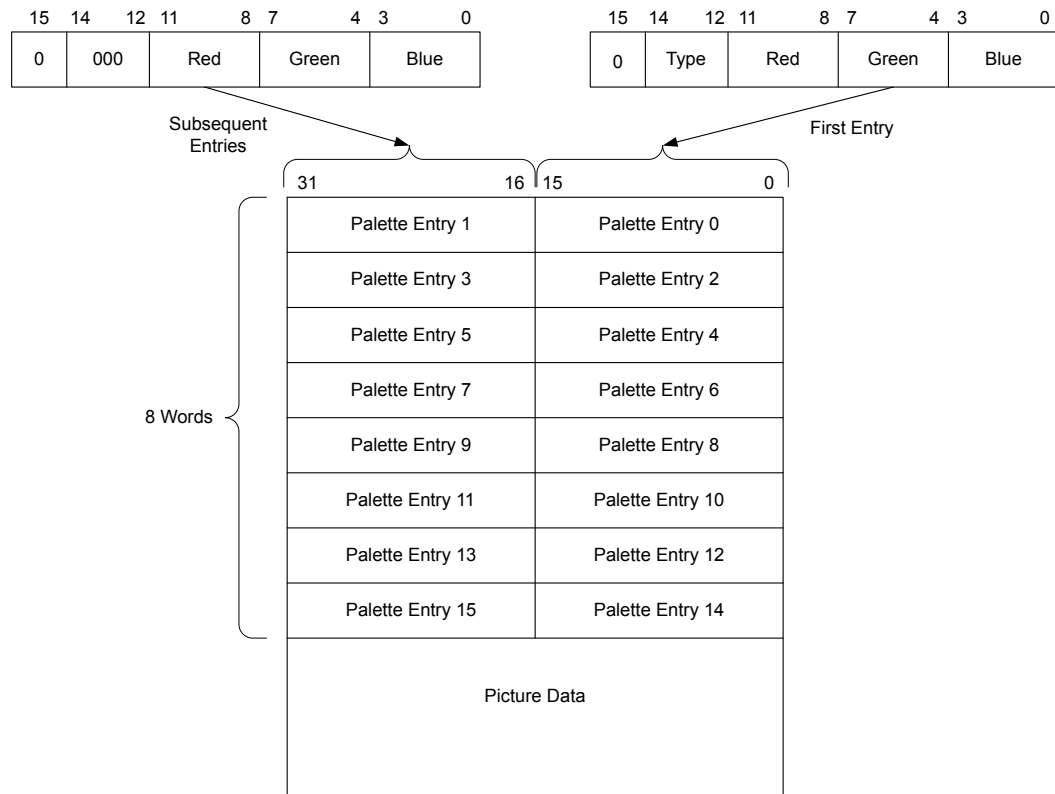 15 14 12 11 8 7 4 3 0
0 000 Red Green Blue
15 14 12 11 8 7 4 3 0
0 Type Red Green Blue
Subsequent
Entries
First Entry
31 16 15 0
Palette Entry 1 Palette Entry 0
Palette Entry 3 Palette Entry 2
Palette Entry 5 Palette Entry 4
Palette Entry 7 Palette Entry 6
8 Words
Palette Entry 9 Palette Entry 8
Palette Entry 11 Palette Entry 10
Palette Entry 13 Palette Entry 12
Palette Entry 15 Palette Entry 14
Picture Data